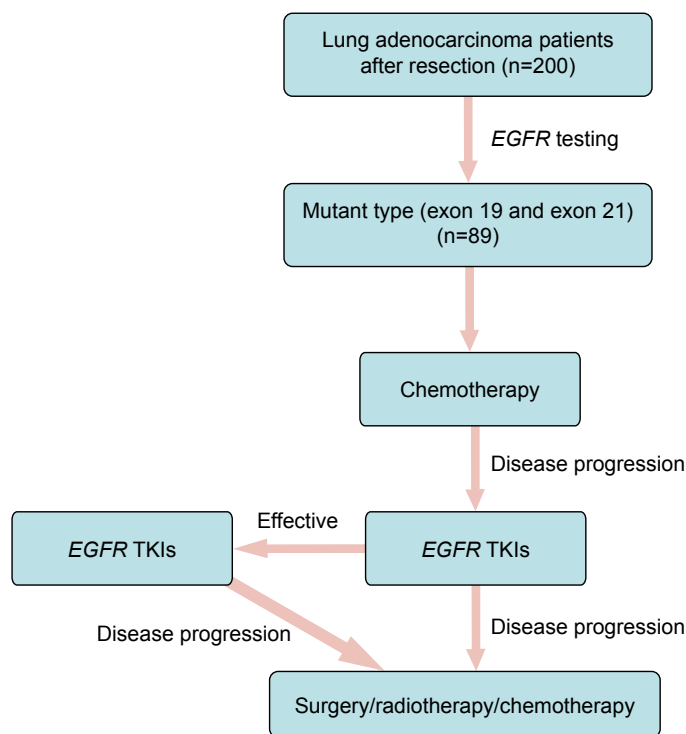 Lung adenocarcinoma patients
after resection (n=200)
EGFR testing
Mutant type (exon 19 and exon 21)
(n=89)
Chemotherapy
Disease progression
Effective
EGFR TKIs
EGFR TKIs
Disease progression
Disease progression
Surgery/radiotherapy/chemotherapy